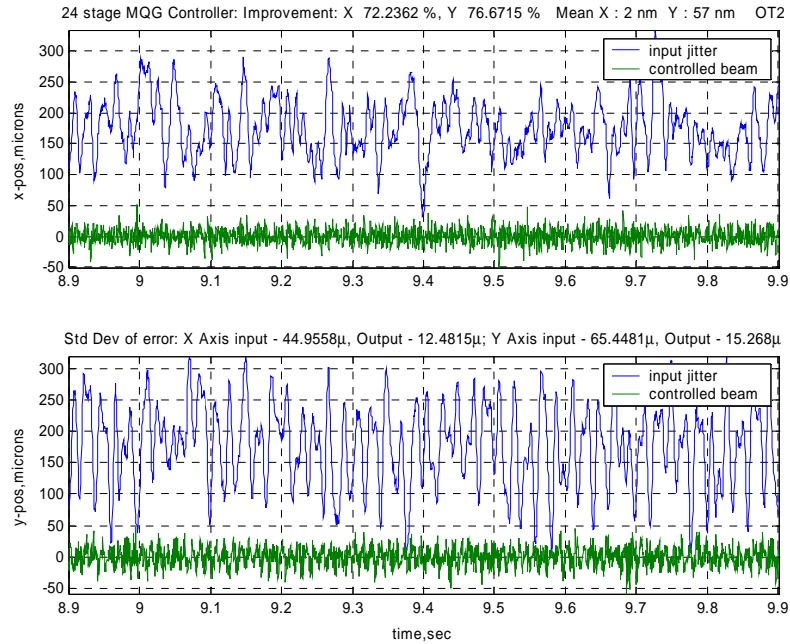 24 stage MQG Controller: Improvement: X 72.2362 %, Y 76.6715 % Mean X : 2 nm Y : 57 nm OT2
input jitter
controlled beam
x-pos,microns
300
250
200
150
100
50
0
-50
8.9 9 9.1 9.2 9.3 9.4 9.5 9.6 9.7 9.8 9.9
Std Dev of error: X Axis input - 44.9558μ, Output - 12.4815μ; Y Axis input - 65.4481μ, Output - 15.268μ
input jitter
controlled beam
y-pos,microns
300
250
200
150
100
50
0
-50
8.9 9 9.1 9.2 9.3 9.4 9.5 9.6 9.7 9.8 9.9
time,sec